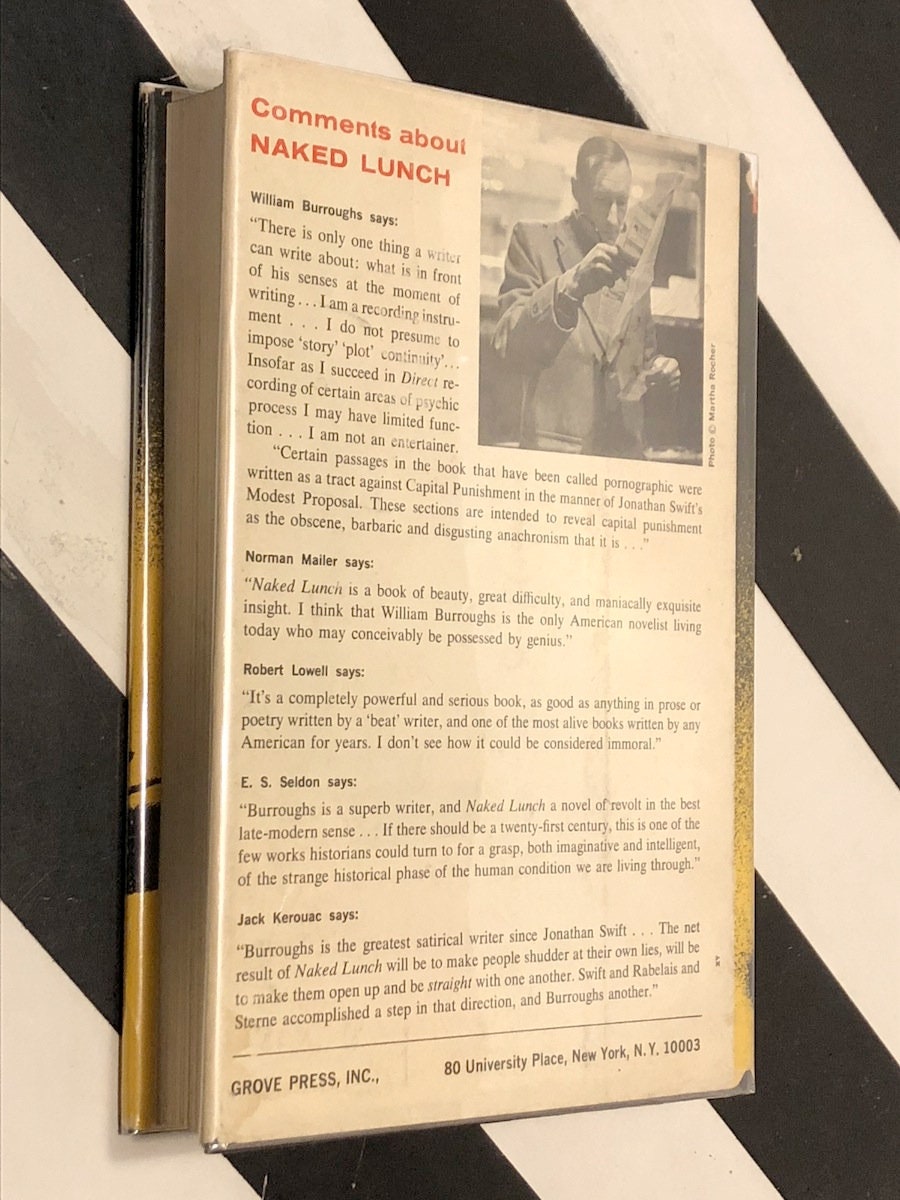 Comments about
NAKED LUNCH
William Burroughs says:
“There is only one thing a writer
can write about: what is in front
of his senses at the moment of
writing . . . I am a recording instru-
ment . . . I do not presume to
impose ‘story’ ‘plot’ continuity’ . . .
Insofar as I succeed in Direct re-
cording of certain areas of psychic
process I may have limited func-
tion . . . I am not an entertainer.
“Certain passages in the book that have been called pornographic were
written as a tract against Capital Punishment in the manner of Jonathan Swift’s
Modest Proposal. These sections are intended to reveal capital punishment
as the obscene, barbaric and disgusting anachronism that it is . . .”
Photo © Martha Rocher
Norman Mailer says:
“Naked Lunch is a book of beauty, great difficulty, and maniacally exquisite
insight. I think that William Burroughs is the only American novelist living
today who may conceivably be possessed by genius.”
Robert Lowell says:
“It’s a completely powerful and serious book, as good as anything in prose or
poetry written by a ‘beat’ writer, and one of the most alive books written by any
American for years. I don’t see how it could be considered immoral.”
E. S. Seldon says:
“Burroughs is a superb writer, and Naked Lunch a novel of revolt in the best
late-modern sense . . . If there should be a twenty-first century, this is one of the
few works historians could turn to for a grasp, both imaginative and intelligent,
of the strange historical phase of the human condition we are living through.”
Jack Kerouac says:
“Burroughs is the greatest satirical writer since Jonathan Swift . . . The net
result of Naked Lunch will be to make people shudder at their own lies, will be
to make them open up and be straight with one another. Swift and Rabelais and
Sterne accomplished a step in that direction, and Burroughs another.”
XV
GROVE PRESS, INC., 80 University Place, New York, N. Y. 10003